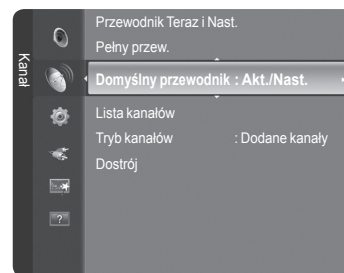 Kanał
Przewodnik Teraz i Nast.
Pełny przew.
Domyślny przewodnik : Akt./Nast.
Lista kanałów
Tryb kanałów : Dodane kanały
Dostrój
?